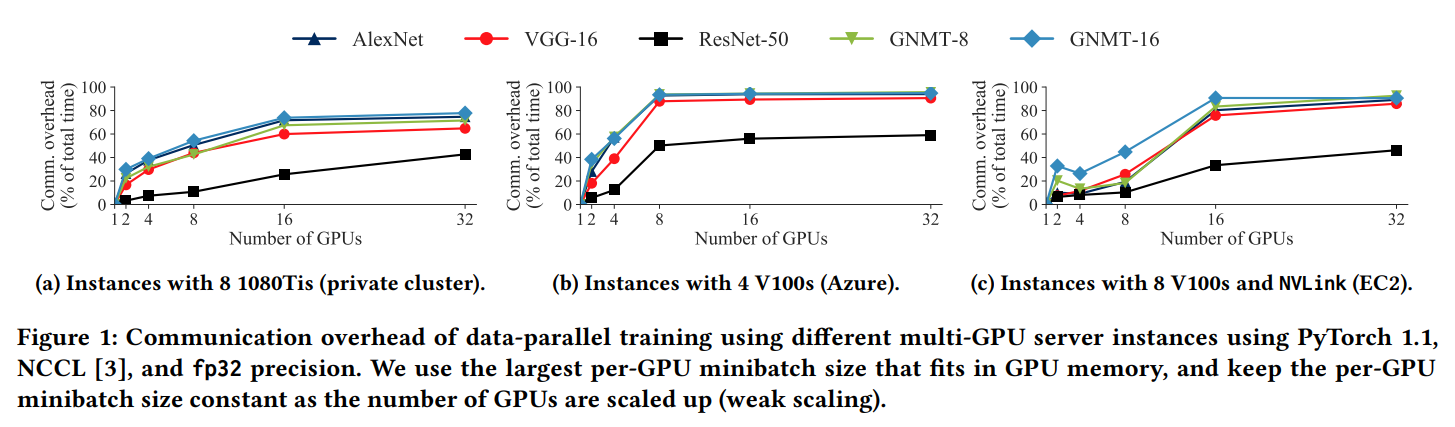 AlexNet VGG-16 ResNet-50 GNMT-8 GNMT-16
Comm. overhead
(% of total time)
100
80
60
40
20
0
1 2 4 8 16 32
Number of GPUs
(a) Instances with 8 1080Tis (private cluster).
Comm. overhead
(% of total time)
100
80
60
40
20
0
1 2 4 8 16 32
Number of GPUs
(b) Instances with 4 V100s (Azure).
Comm. overhead
(% of total time)
100
80
60
40
20
0
1 2 4 8 16 32
Number of GPUs
(c) Instances with 8 V100s and NVLink (EC2).
Figure 1: Communication overhead of data-parallel training using different multi-GPU server instances using PyTorch 1.1,
NCCL [3], and fp32 precision. We use the largest per-GPU minibatch size that fits in GPU memory, and keep the per-GPU
minibatch size constant as the number of GPUs are scaled up (weak scaling).